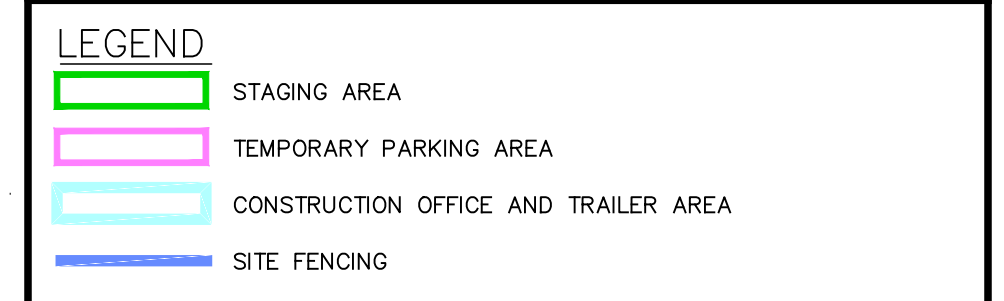 LEGEND
STAGING AREA
TEMPORARY PARKING AREA
CONSTRUCTION OFFICE AND TRAILER AREA
SITE FENCING